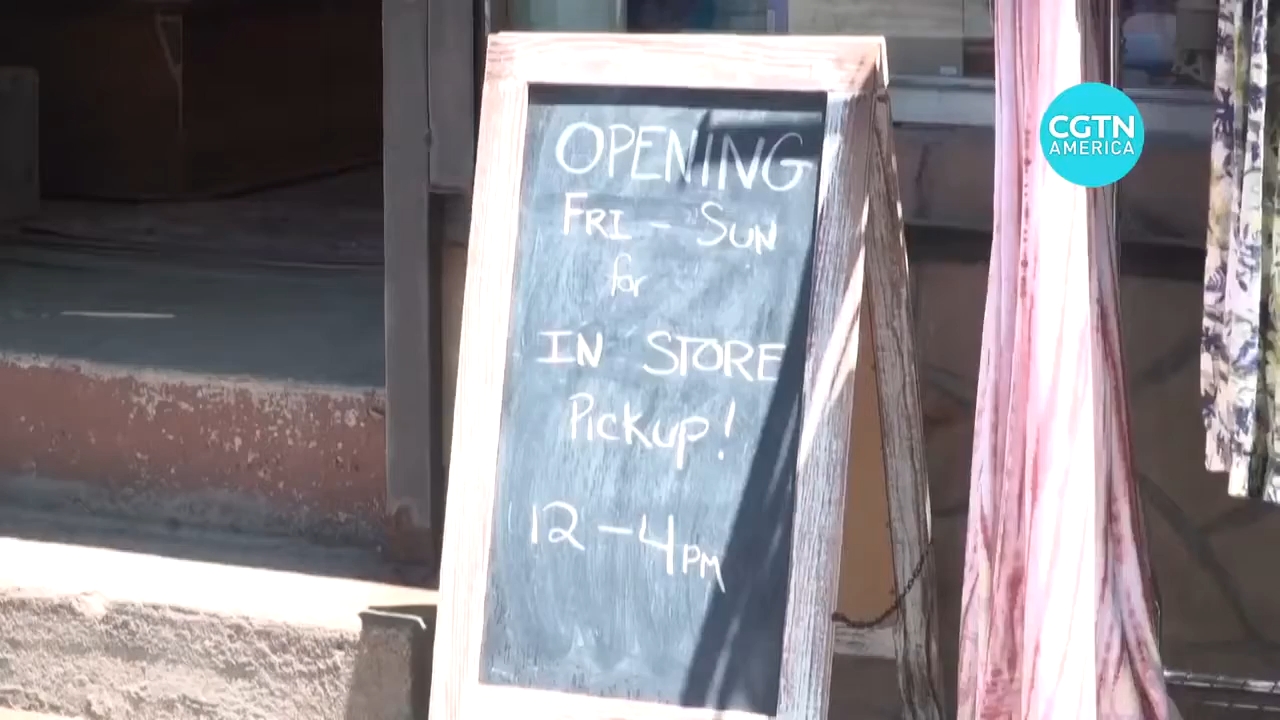 OPENING
FRI - SUN
for
IN STORE
Pickup!
12-4PM
CGTN
AMERICA